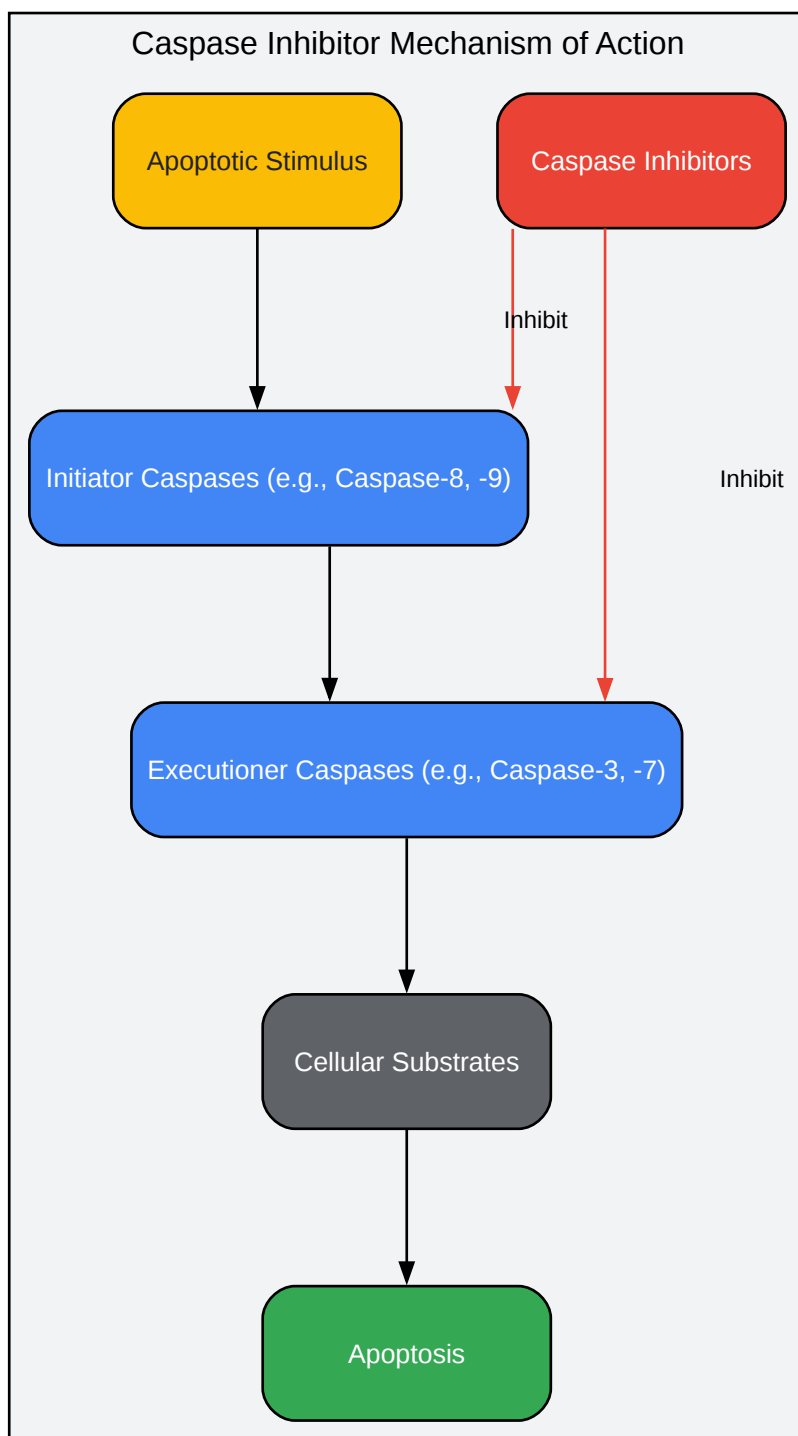 Caspase Inhibitor Mechanism of Action
Apoptotic Stimulus
Caspase Inhibitors
Inhibit
Initiator Caspases (e.g., Caspase-8, -9)
Inhibit
Executioner Caspases (e.g., Caspase-3, -7)
Cellular Substrates
Apoptosis